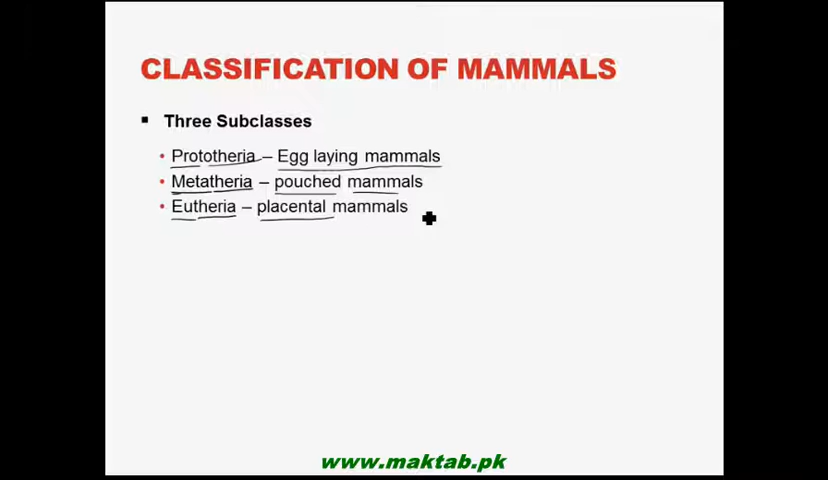 CLASSIFICATION OF MAMMALS
▪ Three Subclasses
• Prototheria – Egg laying mammals
• Metatheria – pouched mammals
• Eutheria – placental mammals
www.maktab.pk